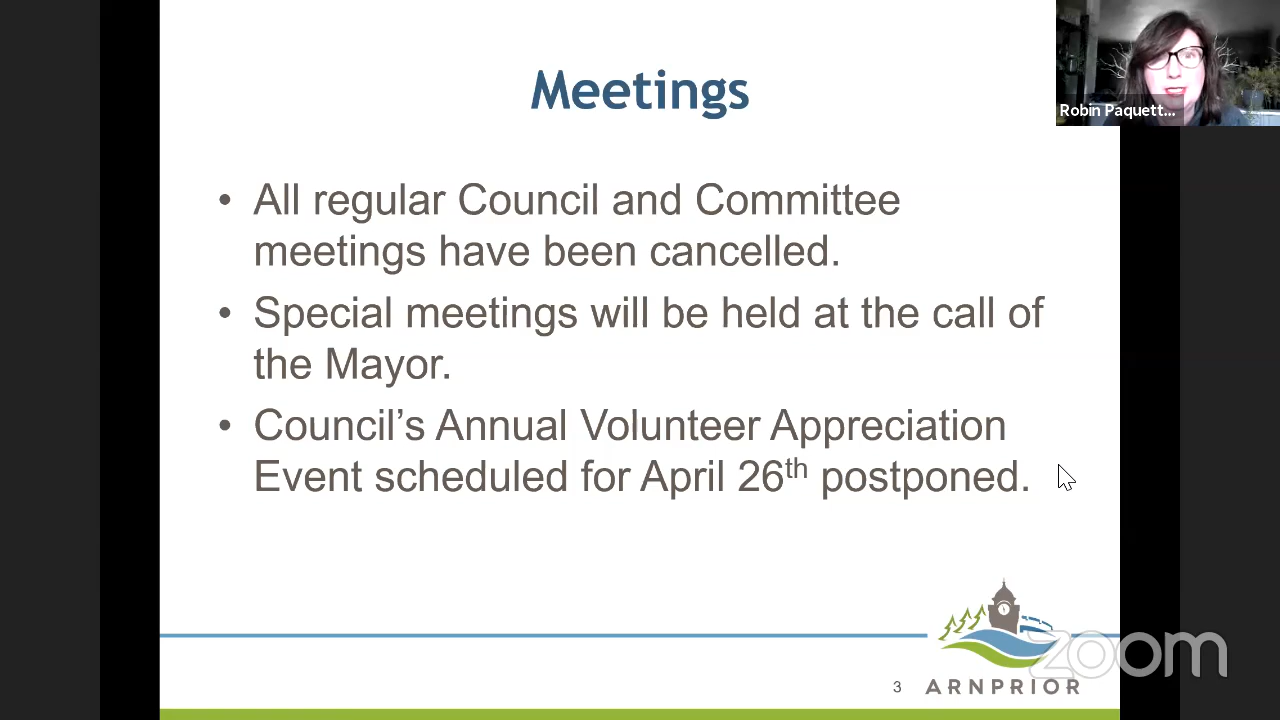 Meetings
Robin Paquett...
• All regular Council and Committee
meetings have been cancelled.
• Special meetings will be held at the call of
the Mayor.
• Council’s Annual Volunteer Appreciation
Event scheduled for April 26th postponed.
zoom
3
ARNPRIOR